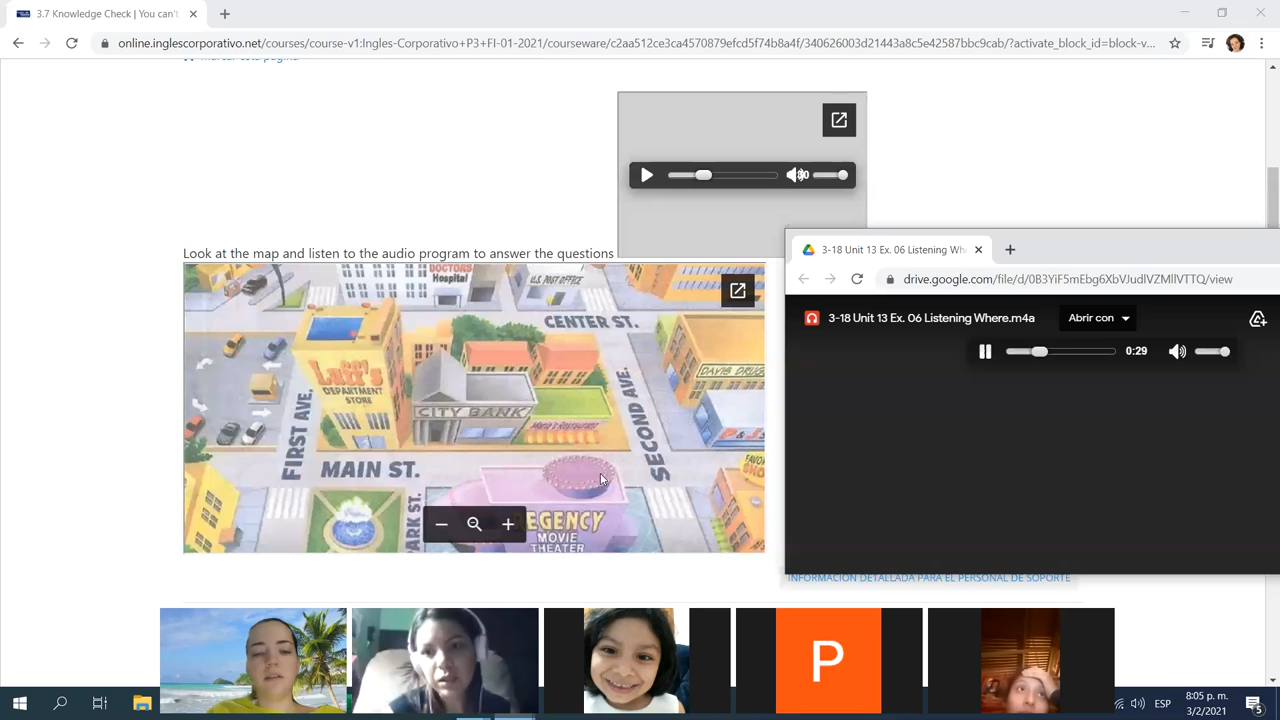 3.7 Knowledge Check | You can't
online.inglescorporativo.net/courses/course-v1:Ingles-Corporativo+P3+FI-01-2021/courseware/c2aa512ce3ca4570879efcd5f74b8a4f/340626003d21443a8c5e42587bbc9cab/?activate_block_id=block-v...
Look at the map and listen to the audio program to answer the questions
DOCTORS
Hospital
U.S. POST OFFICE
CENTER ST.
Laff's
DEPARTMENT
STORE
CITY BANK
DAVIS DRUG
FIRST AVE.
SECOND AVE.
MAIN ST.
PARK ST.
REGENCY
MOVIE
THEATER
3-18 Unit 13 Ex. 06 Listening Wh
drive.google.com/file/d/0B3YiF5mEbg6XbVJudlVZRllVTTQ/view
3-18 Unit 13 Ex. 06 Listening Where.m4a
Abrir con
0:29
INFORMACIÓN DETALLADA PARA EL PERSONAL DE SOPORTE
P
ESP
8:05 p. m.
3/2/2021
5